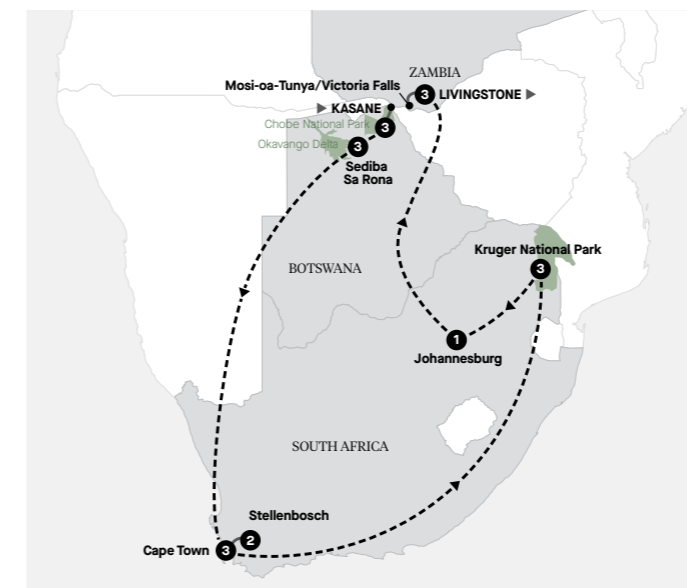 ZAMBIA
Mosi-oa-Tunya/Victoria Falls
3 LIVINGSTONE ▶
▶ KASANE
Chobe National Park
3
Okavango Delta
3
Sediba
Sa Rona
Kruger National Park
3
BOTSWANA
1
Johannesburg
SOUTH AFRICA
Stellenbosch
2
Cape Town 3